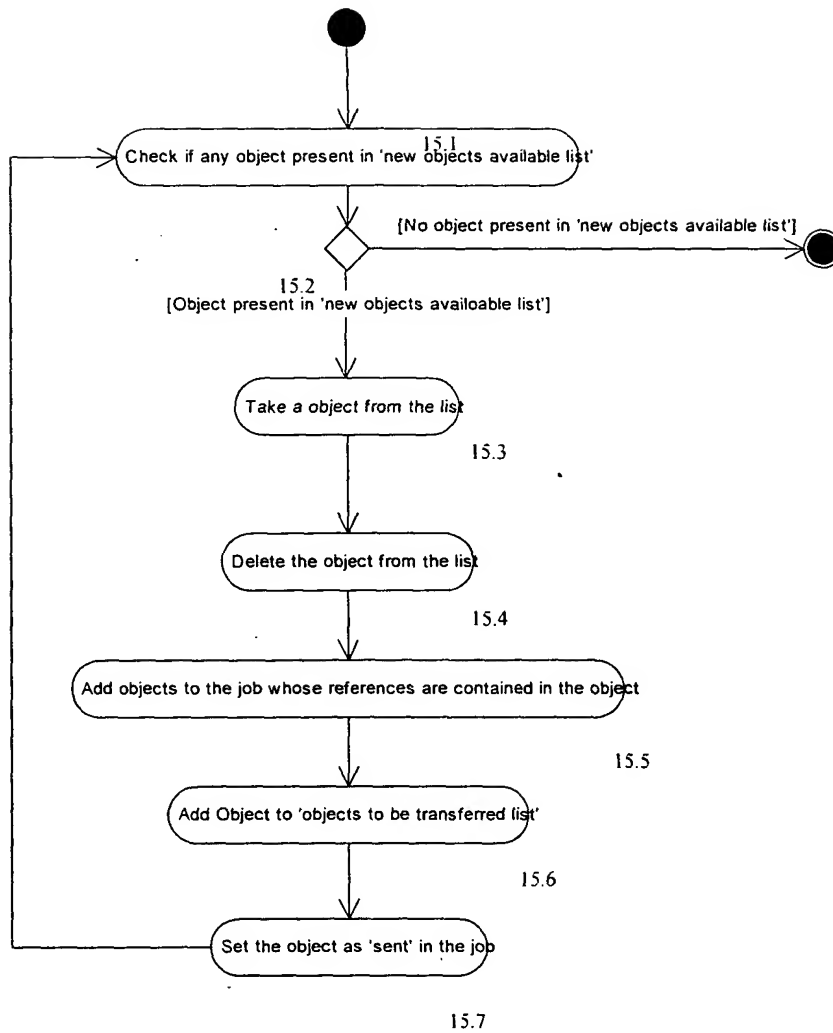 15.1
Check if any object present in 'new objects available list'
[No object present in 'new objects available list']
15.2
[Object present in 'new objects availoable list']
Take a object from the list
15.3
Delete the object from the list
15.4
Add objects to the job whose references are contained in the object
15.5
Add Object to 'objects to be transferred list'
15.6
Set the object as 'sent' in the job
15.7